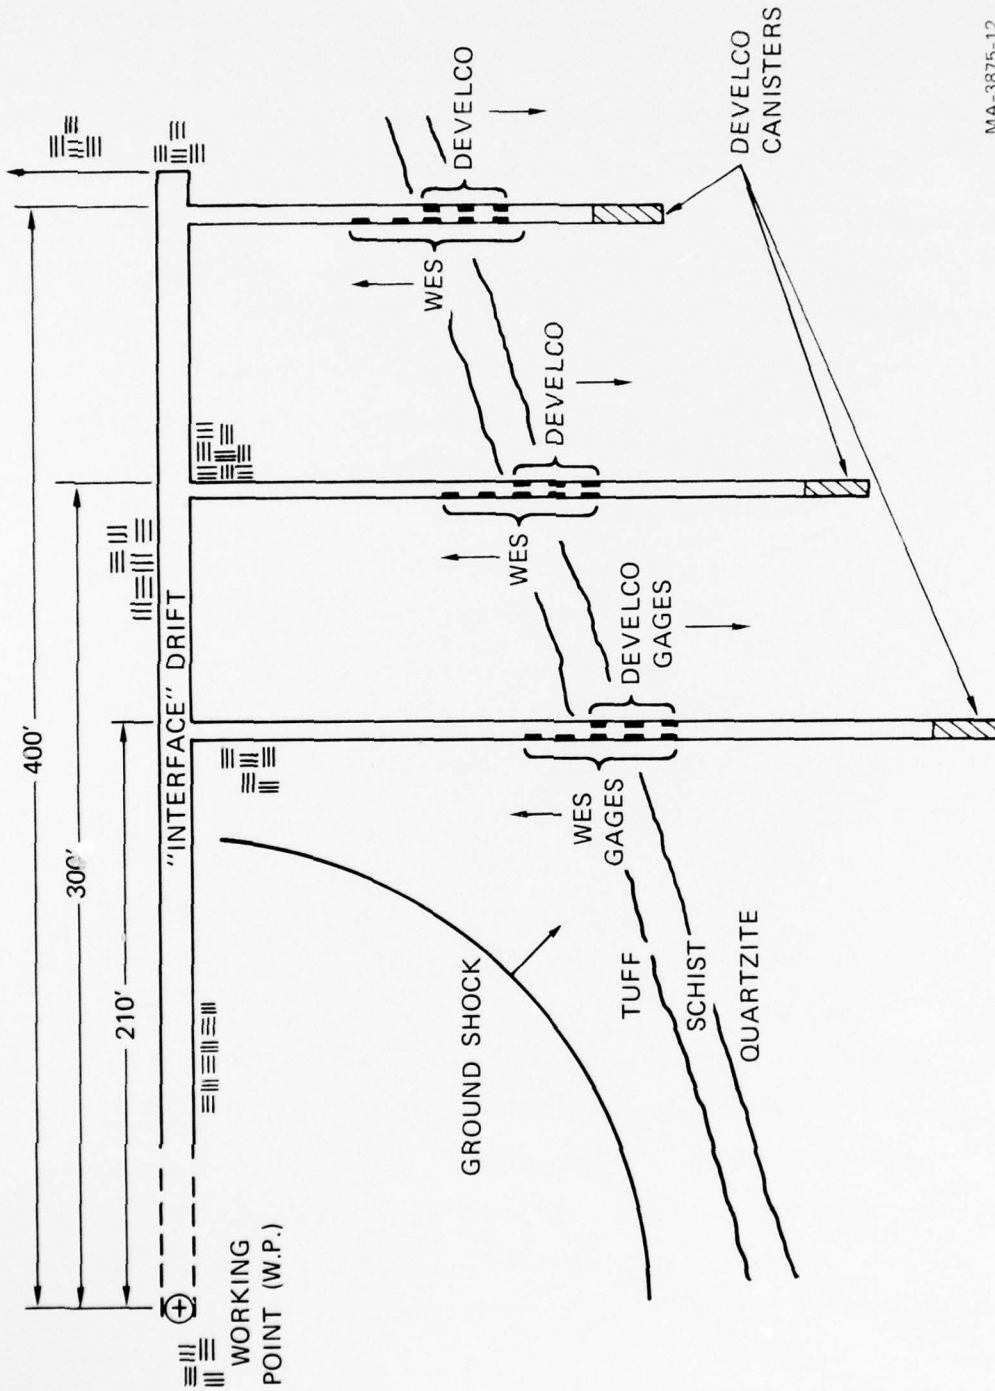 400'
300'
210'
"INTERFACE" DRIFT
WORKING
POINT (W.P.)
GROUND SHOCK
TUFF
SCHIST
QUARTZITE
WES
GAGES
DEVELCO
GAGES
WES
DEVELCO
WES
DEVELCO
DEVELCO
CANISTERS
MA-3875-12